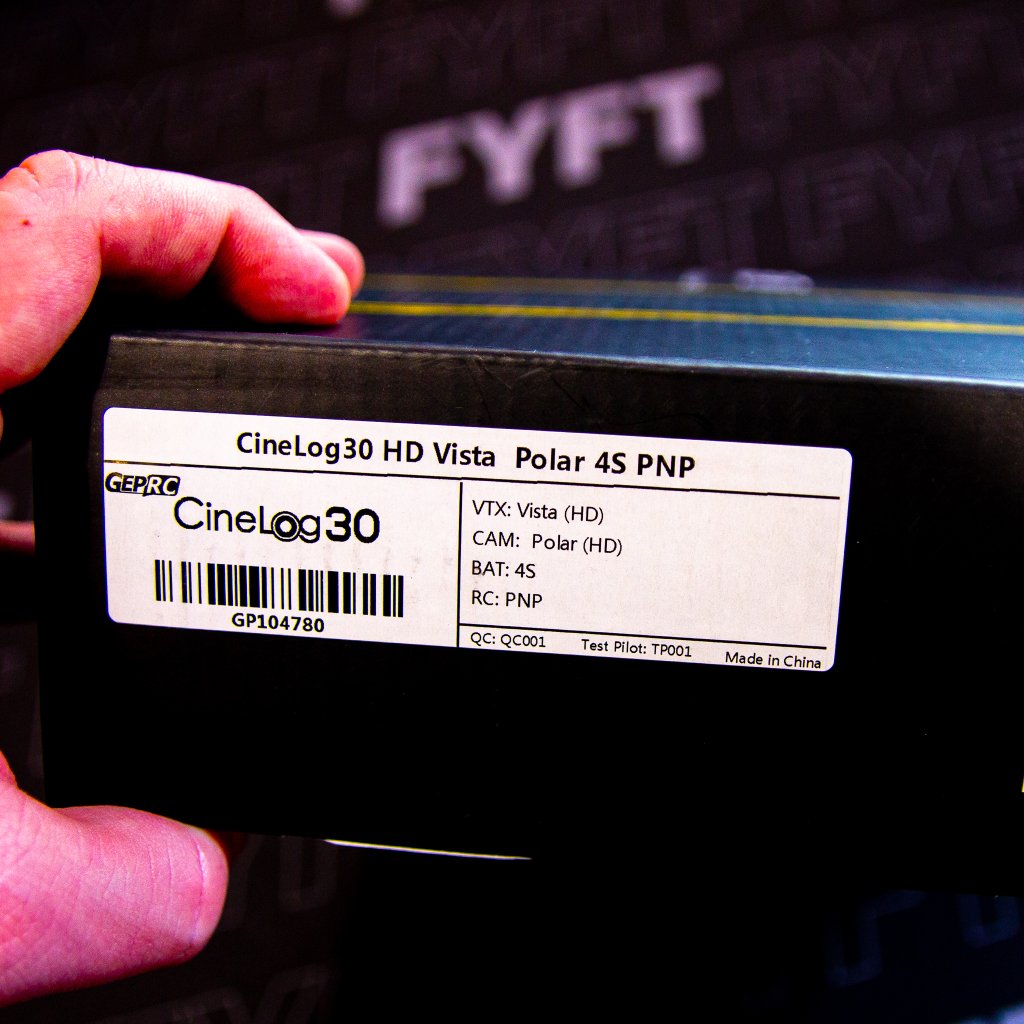 FYFT
CineLog30 HD Vista  Polar 4S PNP
GEPRC
CineLog30
GP104780
VTX: Vista (HD)
CAM:  Polar (HD)
BAT: 4S
RC: PNP
QC: QC001 Test Pilot: TP001 Made in China